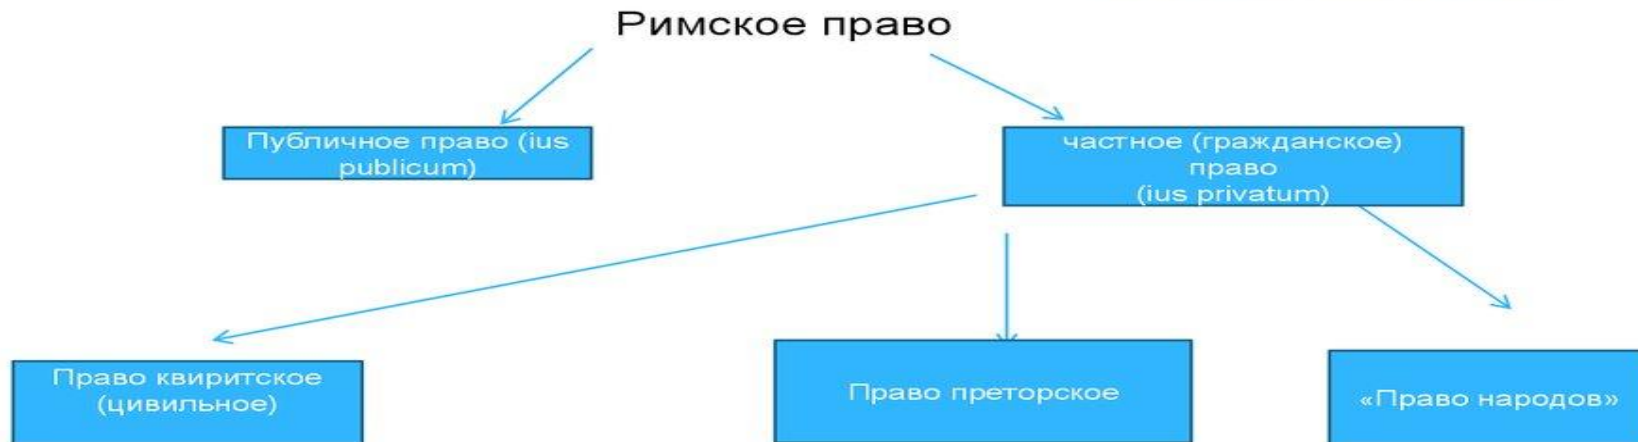 Римское право
Публичное право (ius
publicum)
частное (гражданское)
право
(ius privatum)
Право квиритское
(цивильное)
Право преторское
«Право народов»